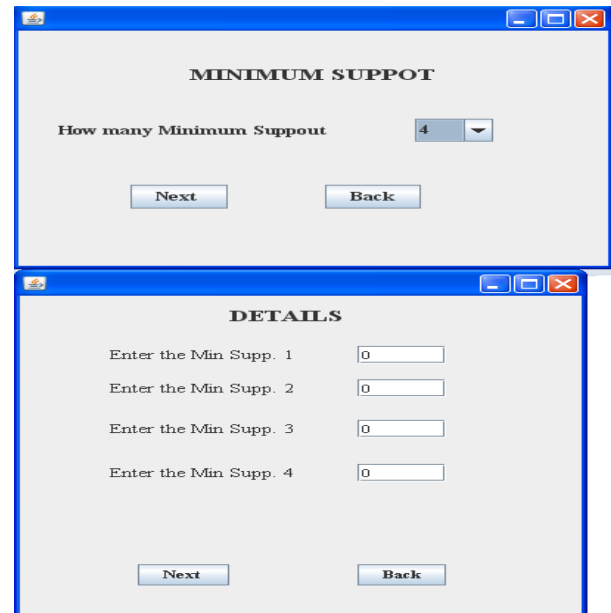 MINIMUM SUPPOT
How many Minimum Suppout 4
Next Back
DETAILS
Enter the Min Supp. 1 0
Enter the Min Supp. 2 0
Enter the Min Supp. 3 0
Enter the Min Supp. 4 0
Next Back